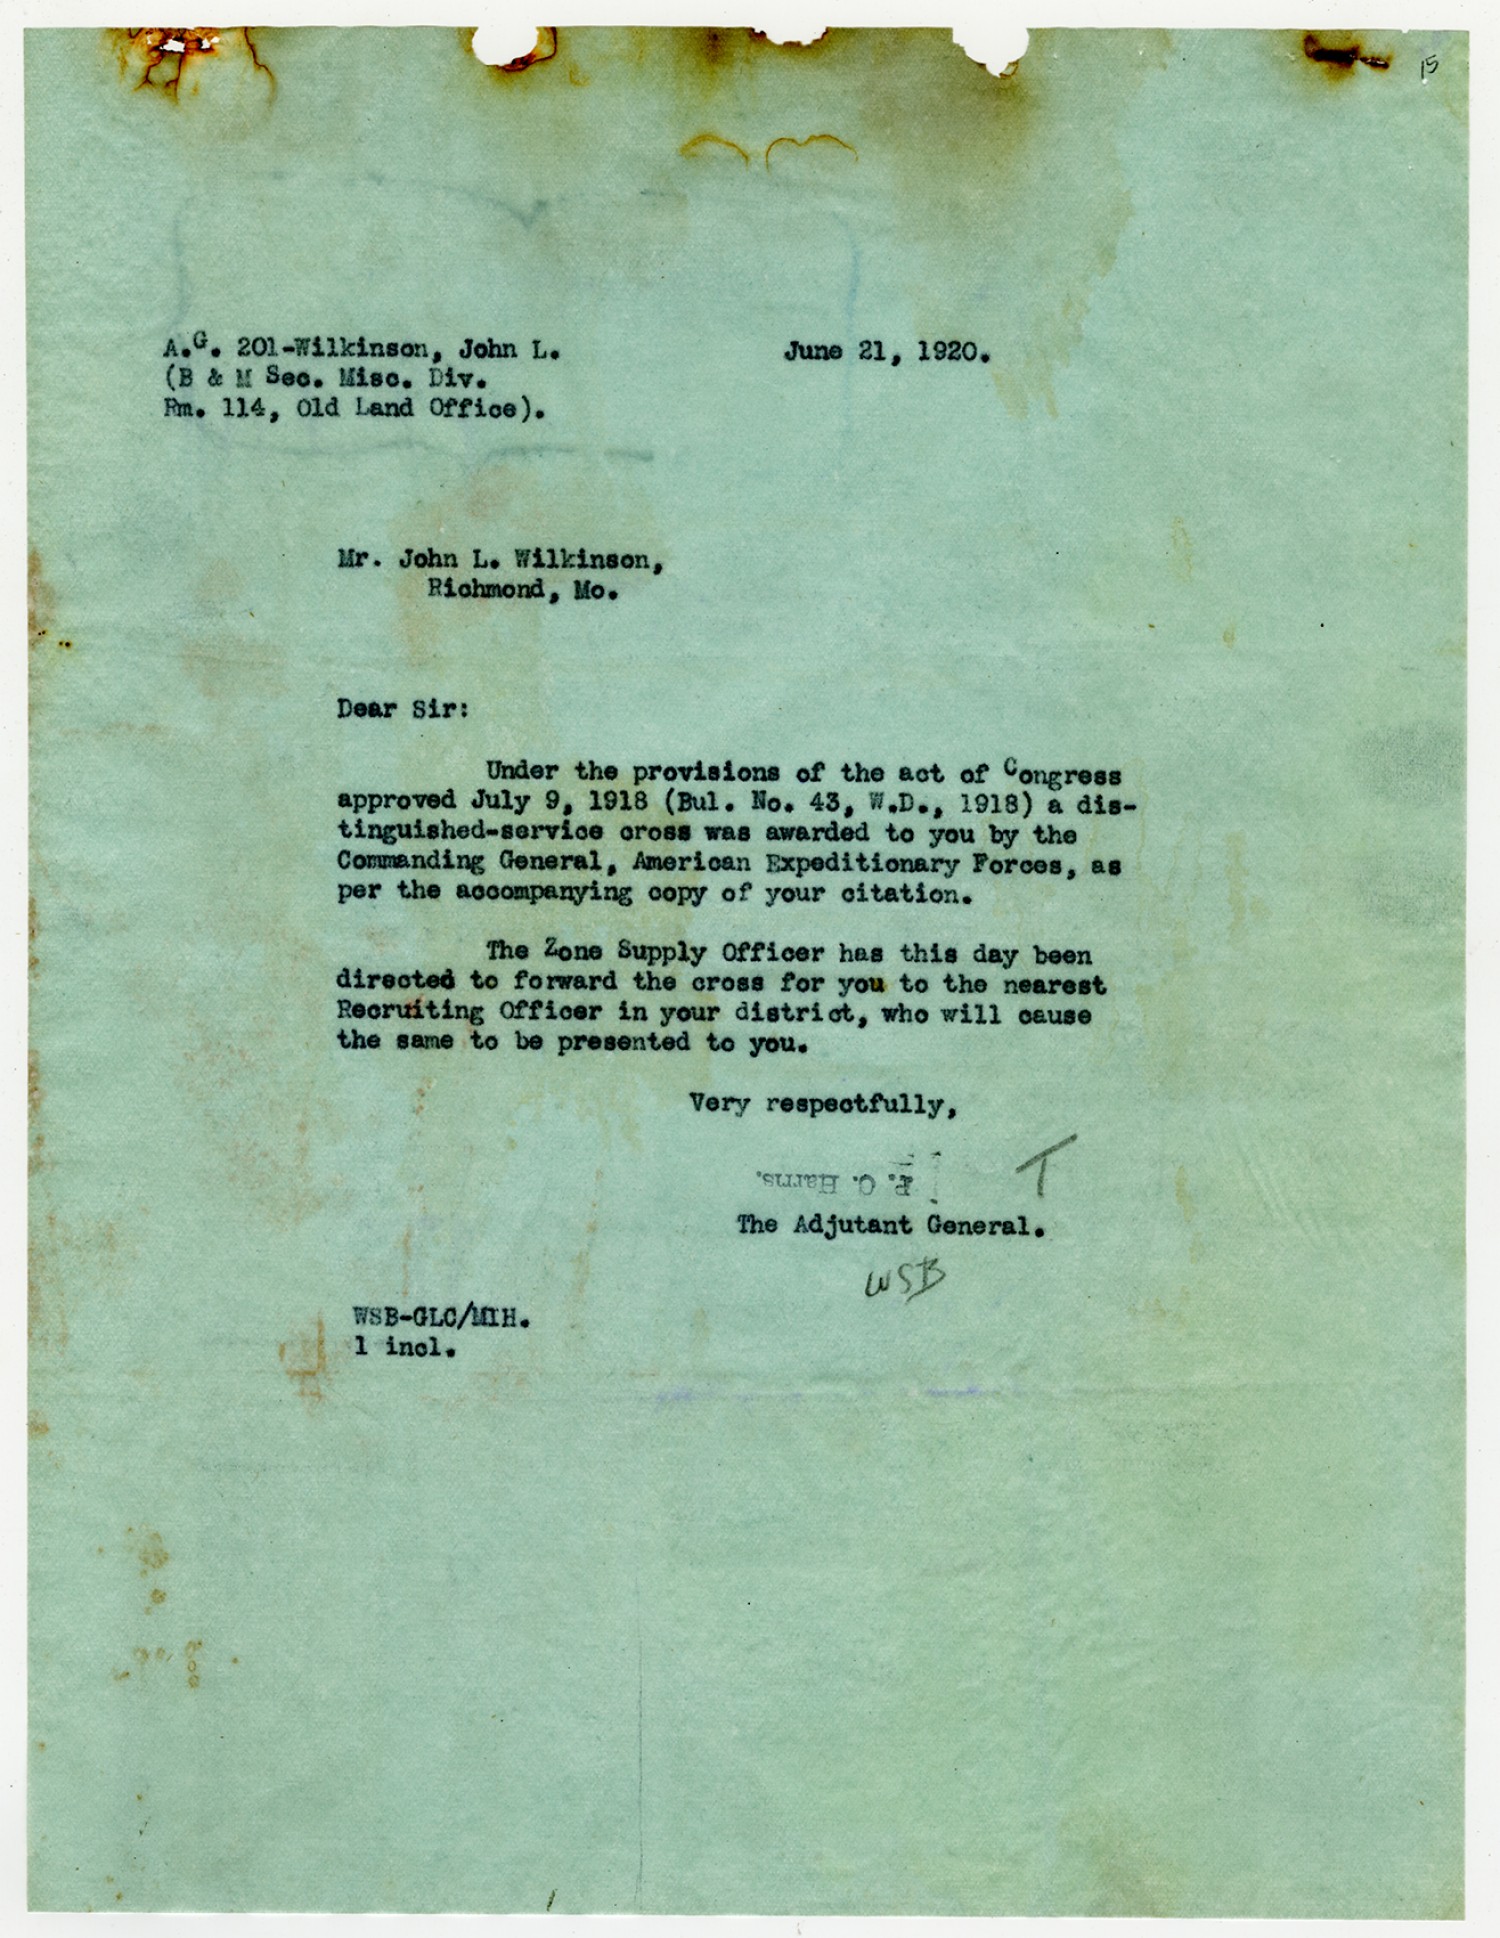 15
A.G. 201-Wilkinson, John L. June 21, 1920.
(B & M Sec. Misc. Div.
Rm. 114, Old Land Office).
Mr. John L. Wilkinson,
Richmond, Mo.
Dear Sir:
Under the provisions of the act of Congress
approved July 9, 1918 (Bul. No. 43, W.D., 1918) a dis-
tinguished-service cross was awarded to you by the
Commanding General, American Expeditionary Forces, as
per the accompanying copy of your citation.
The Zone Supply Officer has this day been
directed to forward the cross for you to the nearest
Recruiting Officer in your district, who will cause
the same to be presented to you.
Very respectfully,
P. C. Harris.
T
The Adjutant General.
WSB
WSB-GLC/MIH.
1 incl.